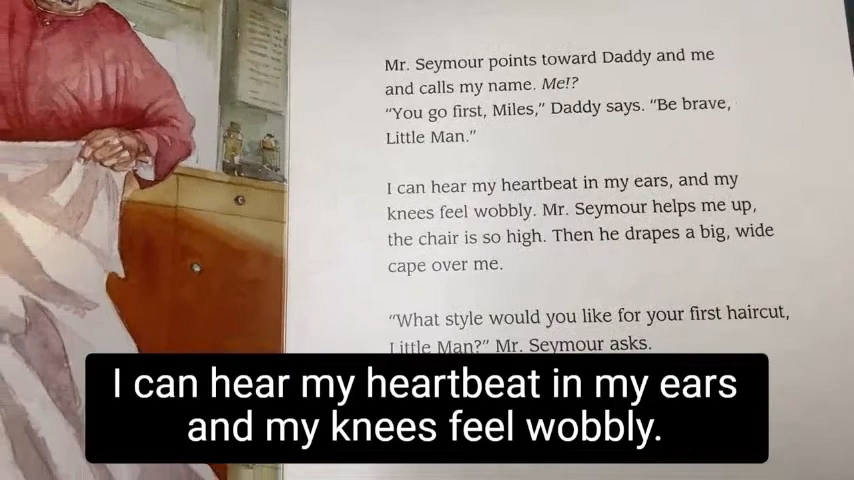 Mr. Seymour points toward Daddy and me
and calls my name. Me!?
“You go first, Miles,” Daddy says. “Be brave,
Little Man.”
I can hear my heartbeat in my ears, and my
knees feel wobbly. Mr. Seymour helps me up,
the chair is so high. Then he drapes a big, wide
cape over me.
“What style would you like for your first haircut,
Little Man?” Mr. Seymour asks.
I can hear my heartbeat in my ears
and my knees feel wobbly.